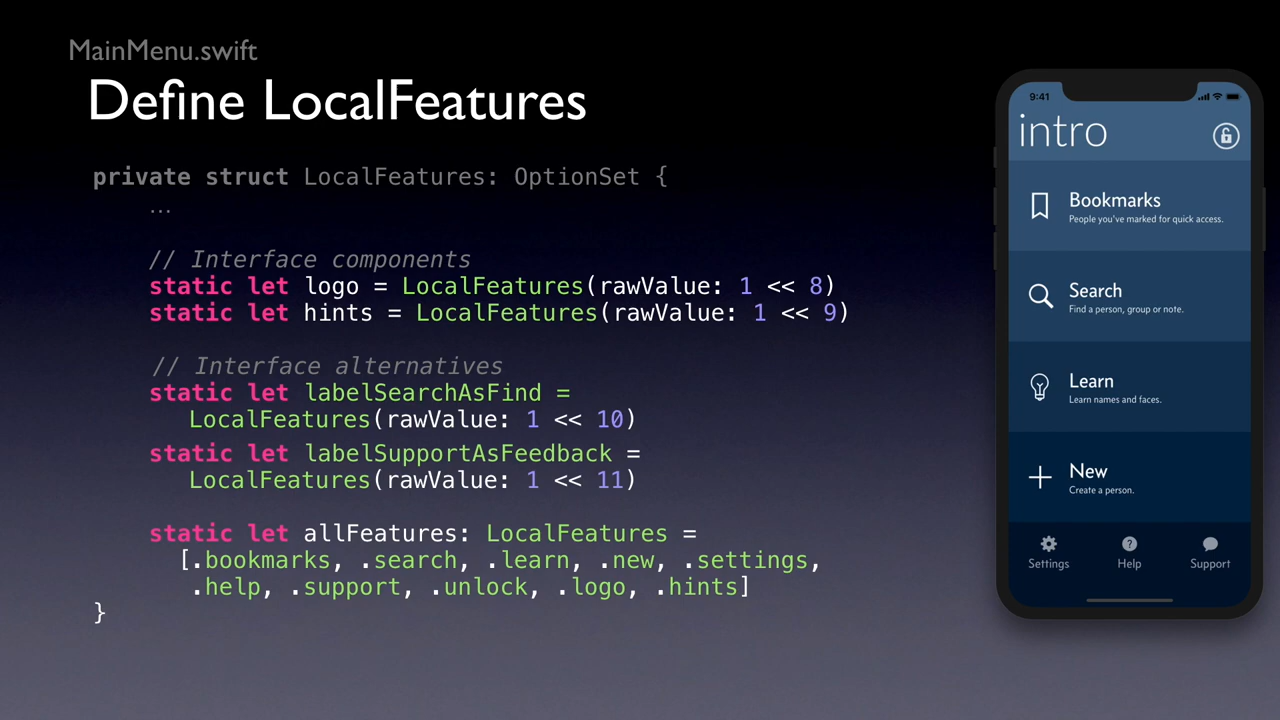 MainMenu.swift
Define LocalFeatures
private struct LocalFeatures: OptionSet {
...
// Interface components
static let logo = LocalFeatures(rawValue: 1 << 8)
static let hints = LocalFeatures(rawValue: 1 << 9)
// Interface alternatives
static let labelSearchAsFind =
LocalFeatures(rawValue: 1 << 10)
static let labelSupportAsFeedback =
LocalFeatures(rawValue: 1 << 11)
static let allFeatures: LocalFeatures =
[.bookmarks, .search, .learn, .new, .settings,
.help, .support, .unlock, .logo, .hints]
}
9:41
intro
Bookmarks
People you've marked for quick access.
Search
Find a person, group or note.
Learn
Learn names and faces.
New
Create a person.
Settings Help Support